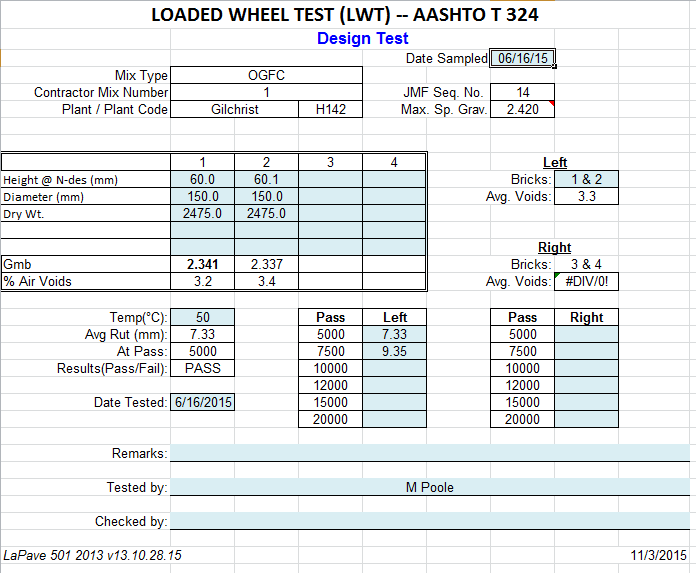 LOADED WHEEL TEST (LWT) -- AASHTO T 324
Design Test
Date Sampled 06/16/15
Mix Type OGFC
Contractor Mix Number 1 JMF Seq. No. 14
Plant / Plant Code Gilchrist H142 Max. Sp. Grav. 2.420
1 2 3 4 Left
Height @ N-des (mm) 60.0 60.1 Bricks: 1 & 2
Diameter (mm) 150.0 150.0 Avg. Voids: 3.3
Dry Wt. 2475.0 2475.0
Right
Gmb 2.341 2.337 Bricks: 3 & 4
% Air Voids 3.2 3.4 Avg. Voids: #DIV/0!
Temp(°C): 50 Pass Left Pass Right
Avg Rut (mm): 7.33 5000 7.33 5000
At Pass: 5000 7500 9.35 7500
Results(Pass/Fail): PASS 10000 10000
12000 12000
Date Tested: 6/16/2015 15000 15000
20000 20000
Remarks:
Tested by: M Poole
Checked by:
LaPave 501 2013 v13.10.28.15 11/3/2015